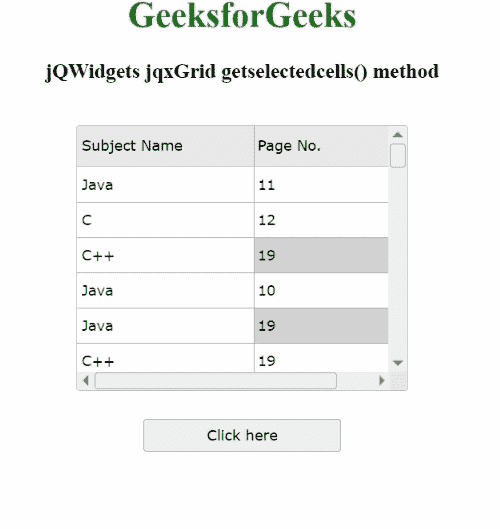 GeeksforGeeks
jQWidgets jqxGrid getselectedcells() method
Subject Name Page No.
Java 11
C 12
C++ 19
Java 10
Java 19
C++ 19
Click here